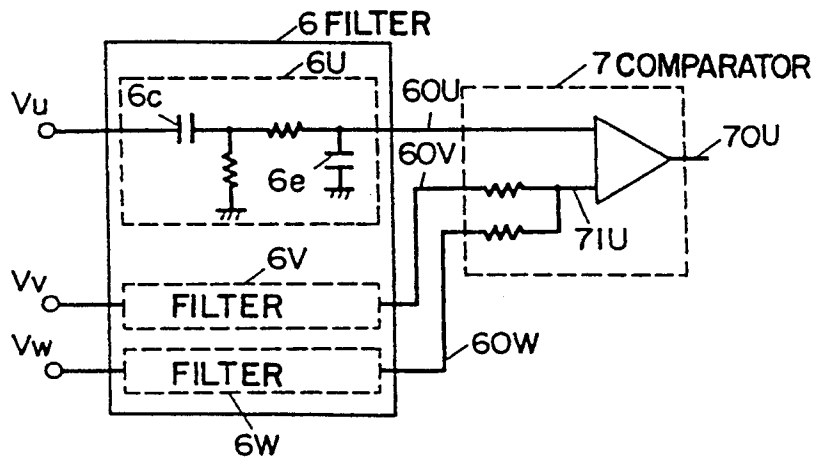 6 FILTER
6U
7 COMPARATOR
Vu
6c
60U
70U
60V
6e
71U
6V
Vv
FILTER
60W
Vw
FILTER
6W